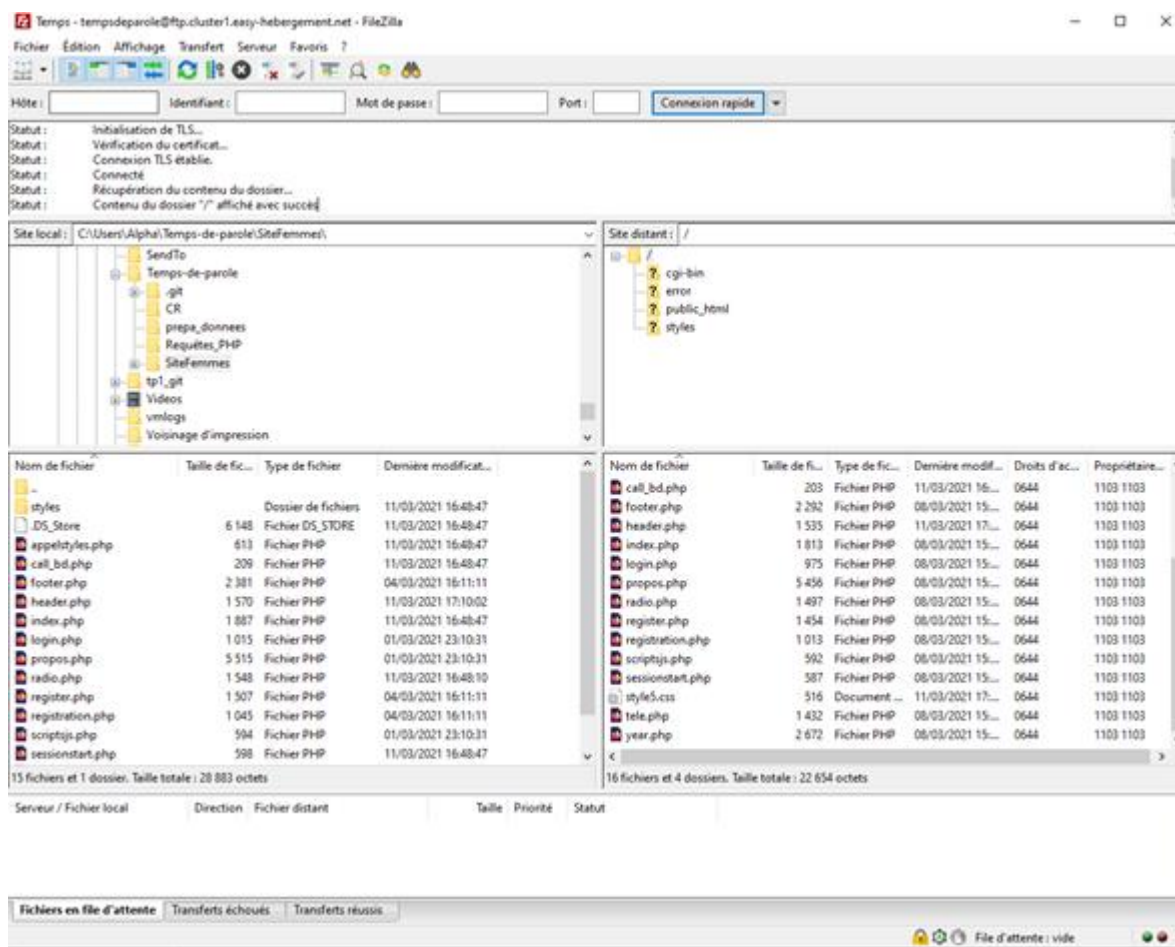 Temps - tempsdeparole@ftp.cluster1.easy-hebergement.net - FileZilla
Fichier Édition Affichage Transfert Serveur Favoris ?
Hôte : Identifiant : Mot de passe : Port : Connexion rapide
Statut : Initialisation de TLS...
Statut : Vérification du certificat...
Statut : Connexion TLS établie.
Statut : Connecté
Statut : Récupération du contenu du dossier...
Statut : Contenu du dossier "/" affiché avec succès
Site local : C:\Users\Alpha\Temps-de-parole\SiteFemmes\
SendTo
Temps-de-parole
.git
CR
prepa_donnees
Requêtes_PHP
SiteFemmes
tp1_git
Videos
vmlogs
Voisinage d'impression
Site distant : /
/
cgi-bin
error
public_html
styles
Nom de fichier Taille de fic... Type de fichier Dernière modificat...
..
styles Dossier de fichiers 11/03/2021 16:48:47
.DS_Store 6 148 Fichier DS_STORE 11/03/2021 16:48:47
appelstyles.php 613 Fichier PHP 11/03/2021 16:48:47
call_bd.php 209 Fichier PHP 11/03/2021 16:48:47
footer.php 2 381 Fichier PHP 04/03/2021 16:11:11
header.php 1 570 Fichier PHP 11/03/2021 17:10:02
index.php 1 887 Fichier PHP 11/03/2021 16:48:47
login.php 1 015 Fichier PHP 01/03/2021 23:10:31
propos.php 5 515 Fichier PHP 01/03/2021 23:10:31
radio.php 1 548 Fichier PHP 11/03/2021 16:48:10
register.php 1 507 Fichier PHP 04/03/2021 16:11:11
registration.php 1 045 Fichier PHP 04/03/2021 16:11:11
scriptsjs.php 594 Fichier PHP 01/03/2021 23:10:31
sessionstart.php 598 Fichier PHP 11/03/2021 16:48:47
15 fichiers et 1 dossier. Taille totale : 28 883 octets
Nom de fichier Taille de fi... Type de fic... Dernière modif... Droits d'ac... Propriétaire...
call_bd.php 203 Fichier PHP 11/03/2021 16:... 0644 1103 1103
footer.php 2 292 Fichier PHP 08/03/2021 15:... 0644 1103 1103
header.php 1 535 Fichier PHP 11/03/2021 17:... 0644 1103 1103
index.php 1 813 Fichier PHP 08/03/2021 15:... 0644 1103 1103
login.php 975 Fichier PHP 08/03/2021 15:... 0644 1103 1103
propos.php 5 456 Fichier PHP 08/03/2021 15:... 0644 1103 1103
radio.php 1 497 Fichier PHP 08/03/2021 15:... 0644 1103 1103
register.php 1 454 Fichier PHP 08/03/2021 15:... 0644 1103 1103
registration.php 1 013 Fichier PHP 08/03/2021 15:... 0644 1103 1103
scriptsjs.php 592 Fichier PHP 08/03/2021 15:... 0644 1103 1103
sessionstart.php 587 Fichier PHP 08/03/2021 15:... 0644 1103 1103
style5.css 516 Document ... 11/03/2021 17:... 0644 1103 1103
tele.php 1 432 Fichier PHP 08/03/2021 15:... 0644 1103 1103
year.php 2 672 Fichier PHP 08/03/2021 15:... 0644 1103 1103
16 fichiers et 4 dossiers. Taille totale : 22 654 octets
Serveur / Fichier local Direction Fichier distant Taille Priorité Statut
Fichiers en file d'attente Transferts échoués Transferts réussis
File d'attente : vide